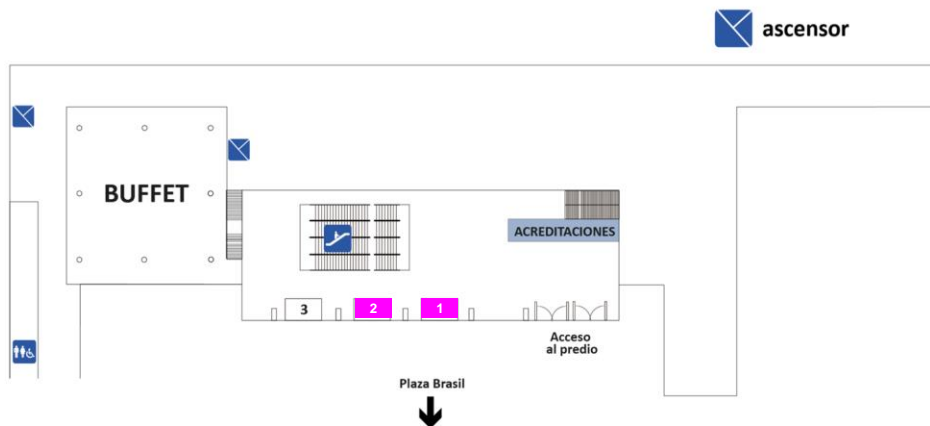 ascensor
BUFFET
ACREDITACIONES
3
2
1
Acceso
al predio
Plaza Brasil